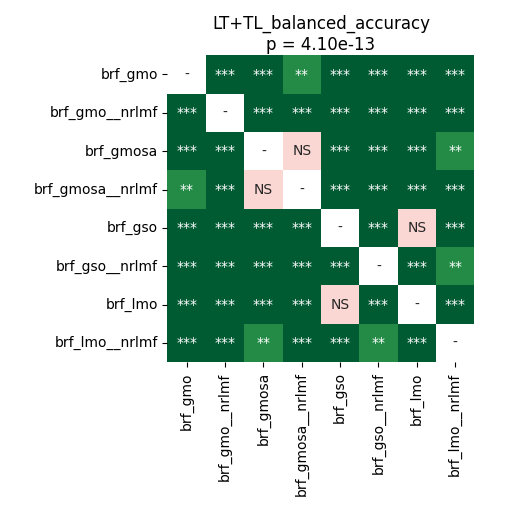 LT+TL_balanced_accuracy
p = 4.10e-13
brf_gmo - *** *** ** *** *** *** ***
brf_gmo__nrlmf *** - *** *** *** *** *** ***
brf_gmosa *** *** - NS *** *** *** **
brf_gmosa__nrlmf ** *** NS - *** *** *** ***
brf_gso *** *** *** *** - *** NS ***
brf_gso__nrlmf *** *** *** *** *** - *** **
brf_lmo *** *** *** *** NS *** - ***
brf_lmo__nrlmf *** *** ** *** *** ** *** -
brf_gmo
brf_gmo__nrlmf
brf_gmosa
brf_gmosa__nrlmf
brf_gso
brf_gso__nrlmf
brf_lmo
brf_lmo__nrlmf